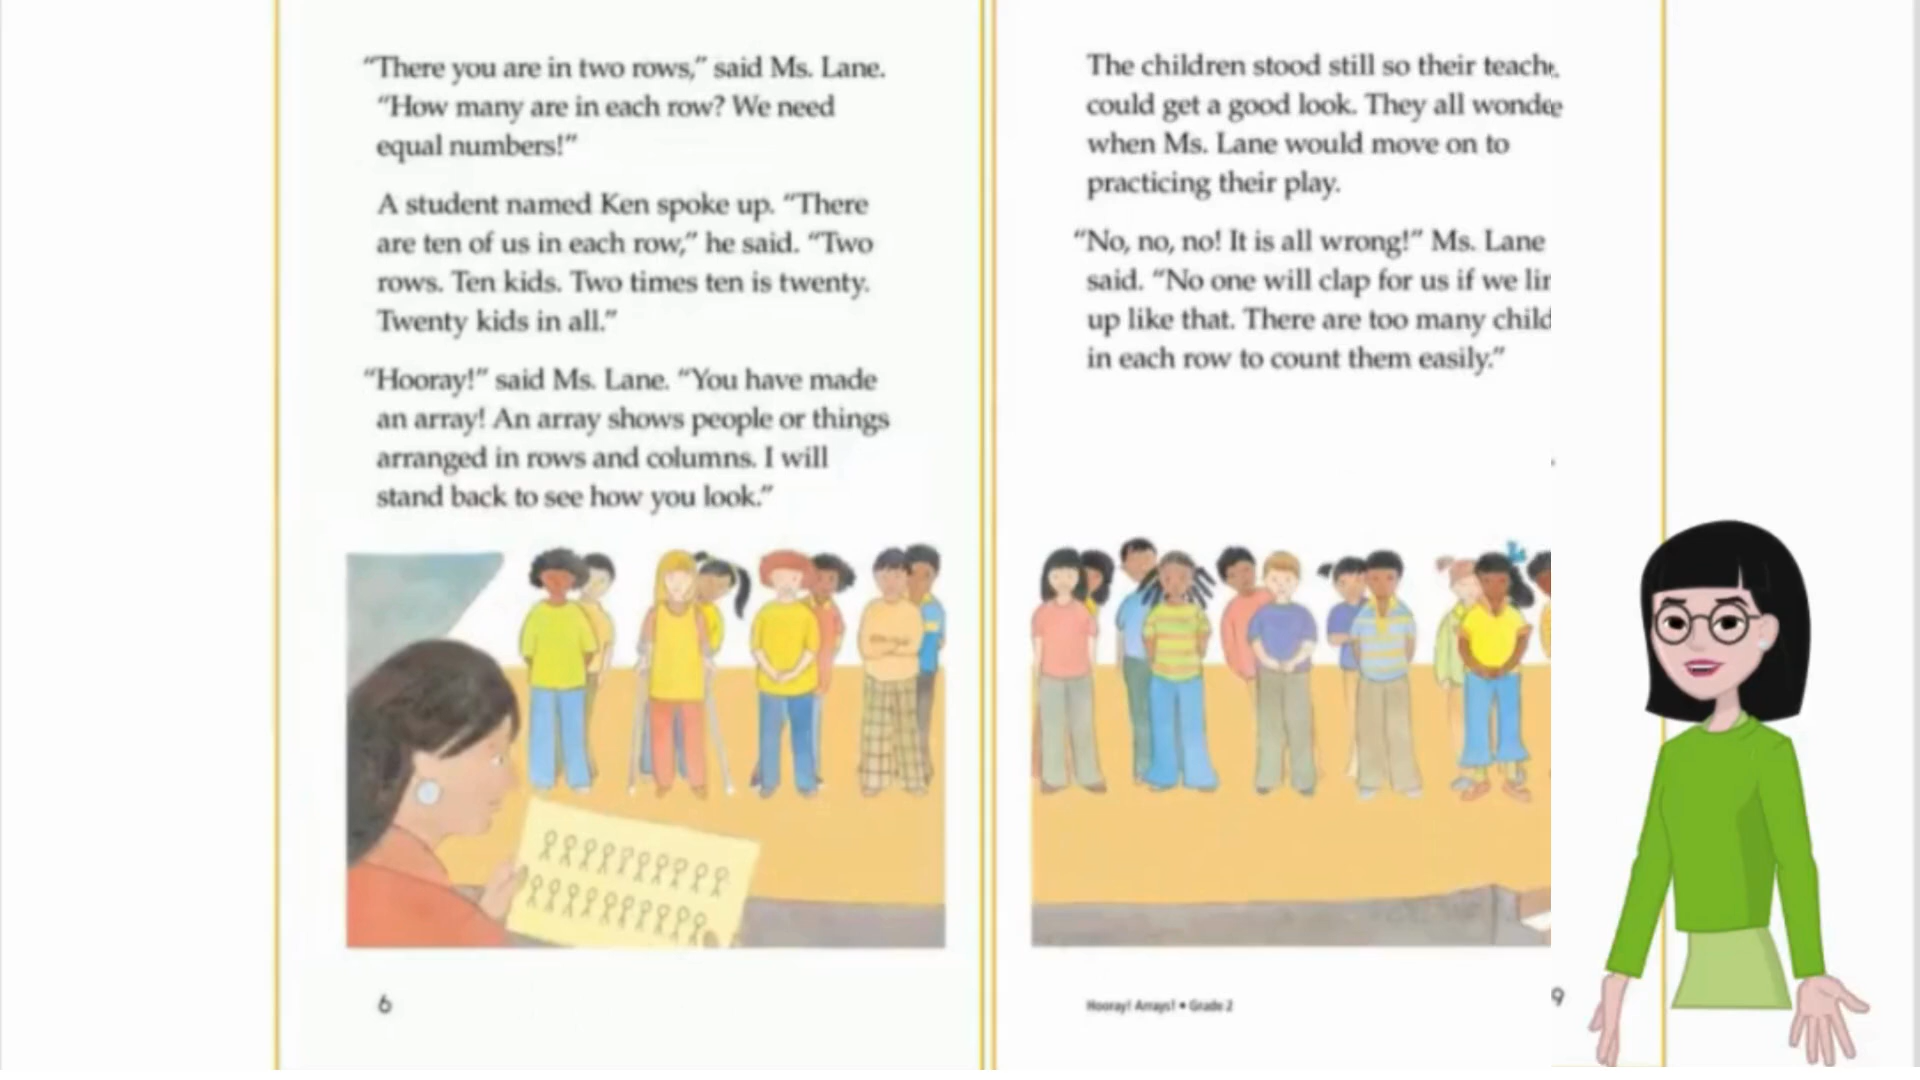 “There you are in two rows,” said Ms. Lane.
“How many are in each row? We need
equal numbers!”
A student named Ken spoke up. “There
are ten of us in each row,” he said. “Two
rows. Ten kids. Two times ten is twenty.
Twenty kids in all.”
“Hooray!” said Ms. Lane. “You have made
an array! An array shows people or things
arranged in rows and columns. I will
stand back to see how you look.”
6
The children stood still so their
could get a good look. They all
when Ms. Lane would move on to
practicing their play.
“No, no, no! It is all wrong!” Ms. Lane
said. “No one will clap for us if we
up like that. There are too many
in each row to count them easily.”
Hooray! Arrays! • Grade 2
9